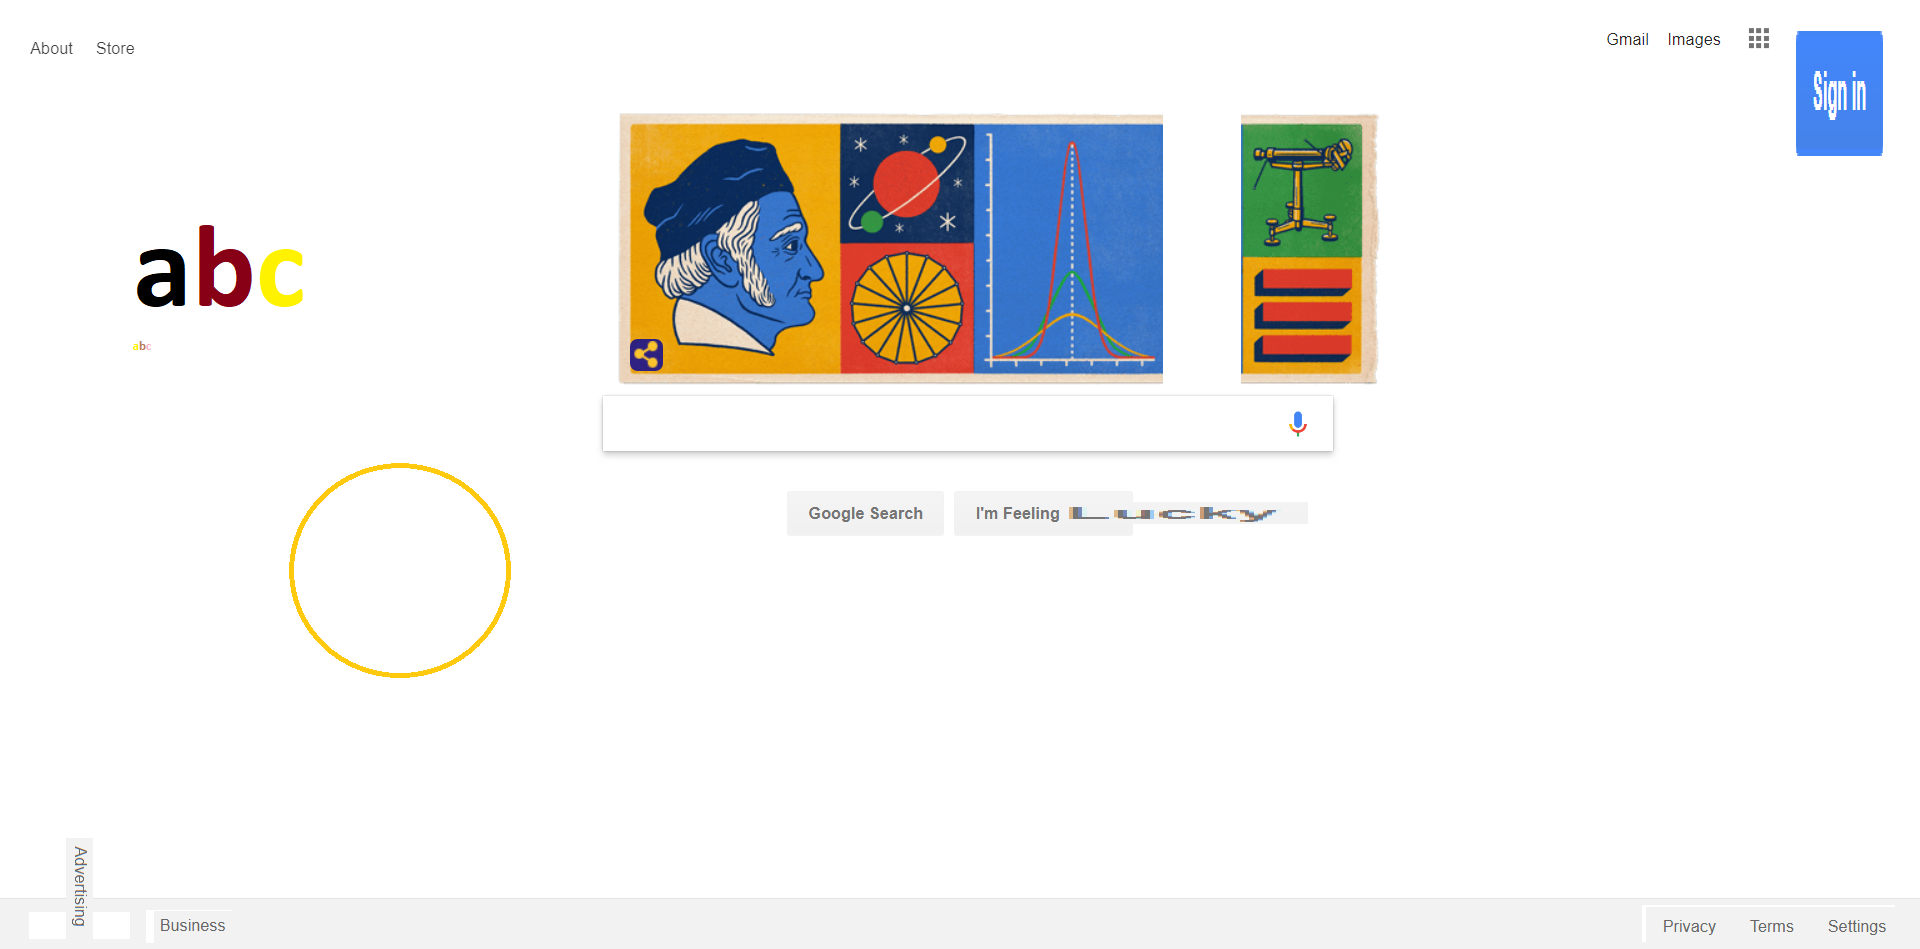 About Store
Gmail Images
Sign in
abc
abc
Google Search
I'm Feeling Lucky
Advertising
Business
Privacy Terms Settings